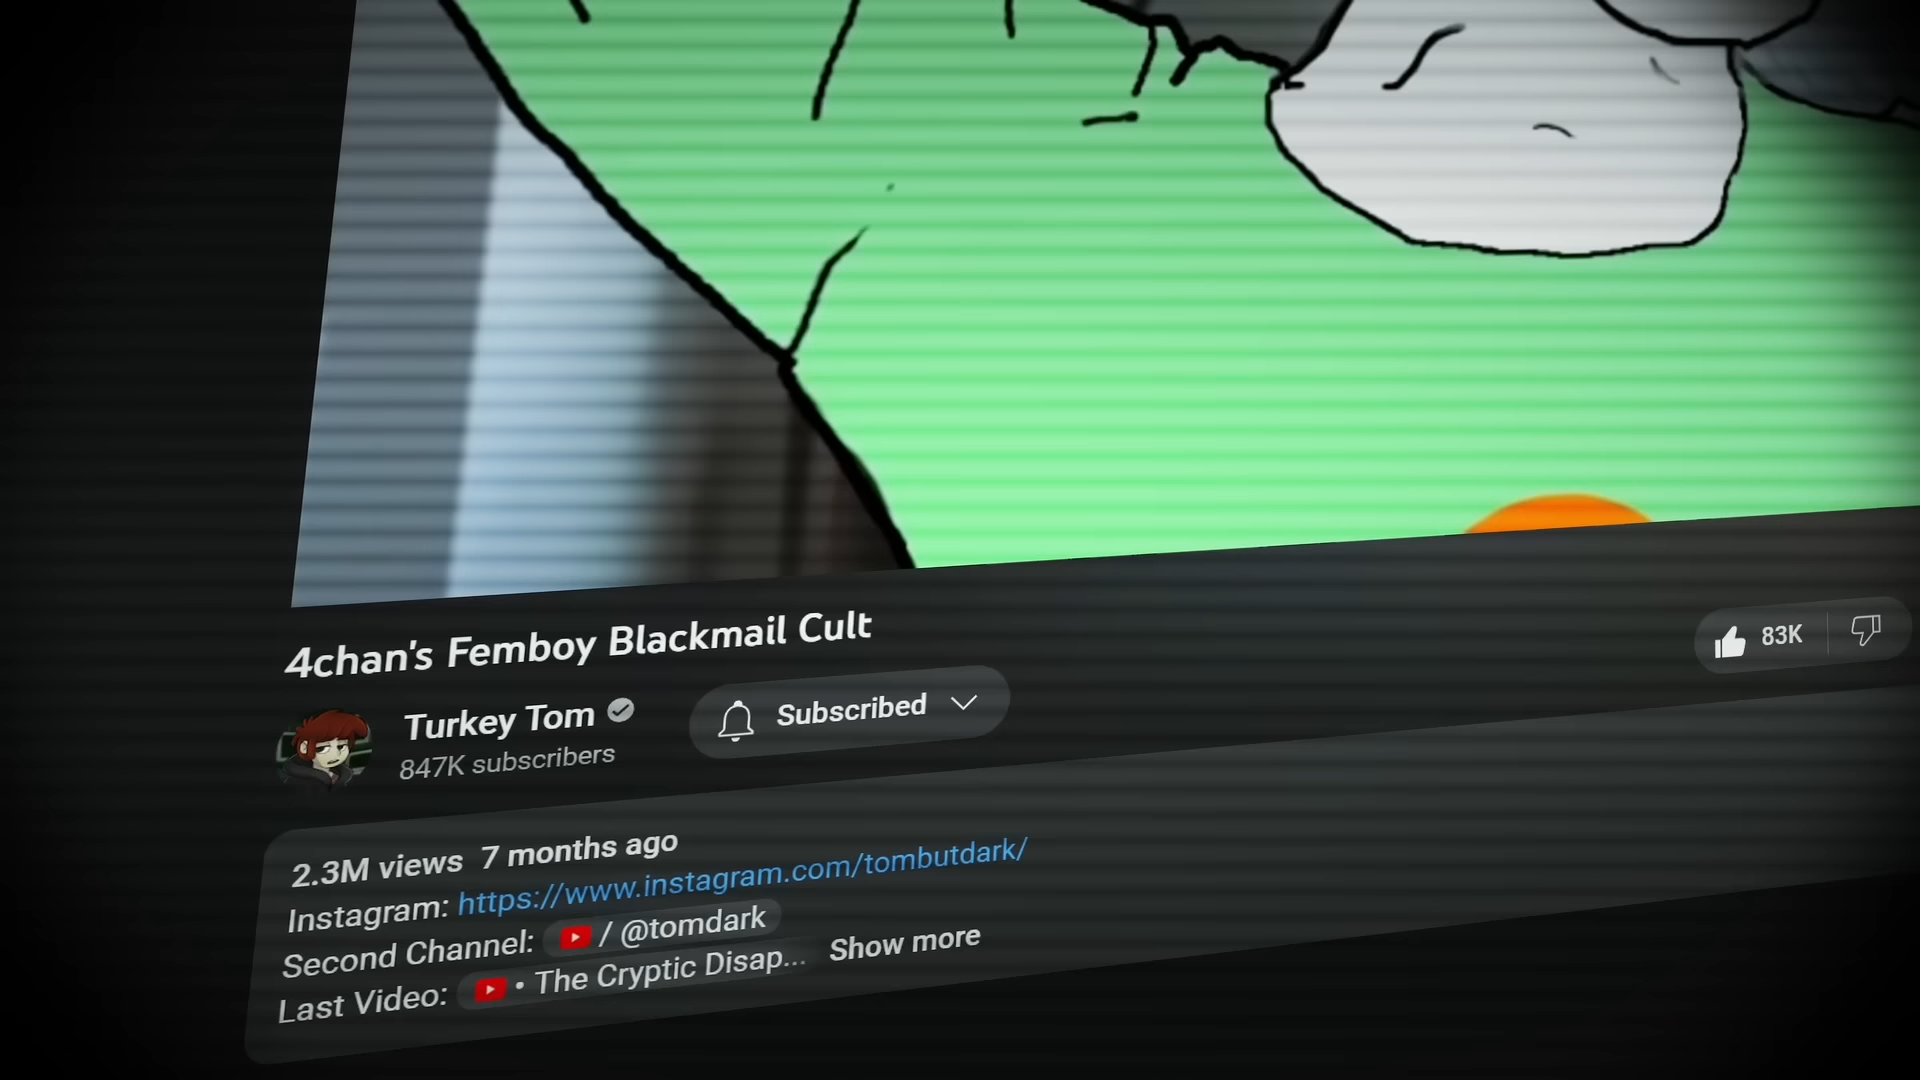 4chan's Femboy Blackmail Cult
83K
Turkey Tom
Subscribed
847K subscribers
2.3M views 7 months ago
Instagram: https://www.instagram.com/tombutdark/
Second Channel: / @tomdark
Last Video: • The Cryptic Disap... Show more